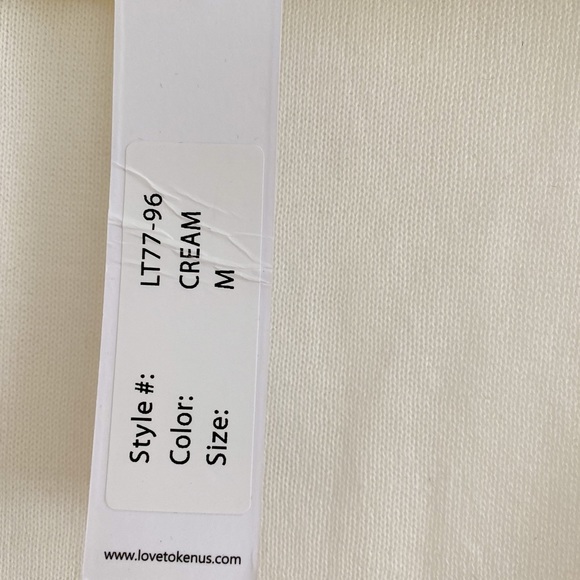 Style #: LT77-96
Color: CREAM
Size: M
www.lovetokenus.com